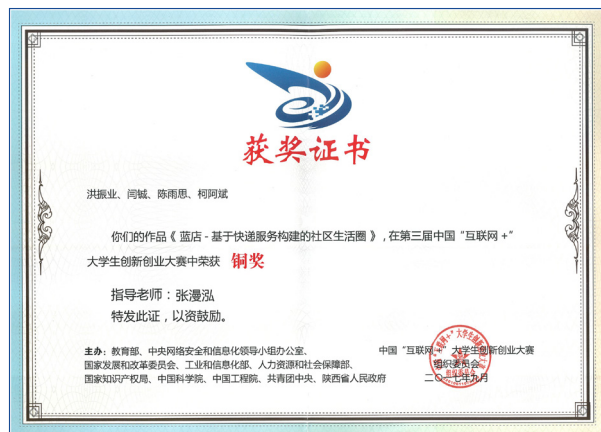 获奖证书
洪振业、闫铖、陈雨思、柯阿斌
你们的作品《 蓝店 - 基于快递服务构建的社区生活圈 》,在第三届中国“互联网 +”
大学生创新创业大赛中荣获 铜奖
指导老师：张漫泓
特发此证，以资鼓励。
主办：教育部、中央网络安全和信息化领导小组办公室、
国家发展和改革委员会、工业和信息化部、人力资源和社会保障部、
国家知识产权局、中国科学院、中国工程院、共青团中央、陕西省人民政府
中国“互联网 +”大学生创新创业大赛
组织委员会
二〇一七年九月